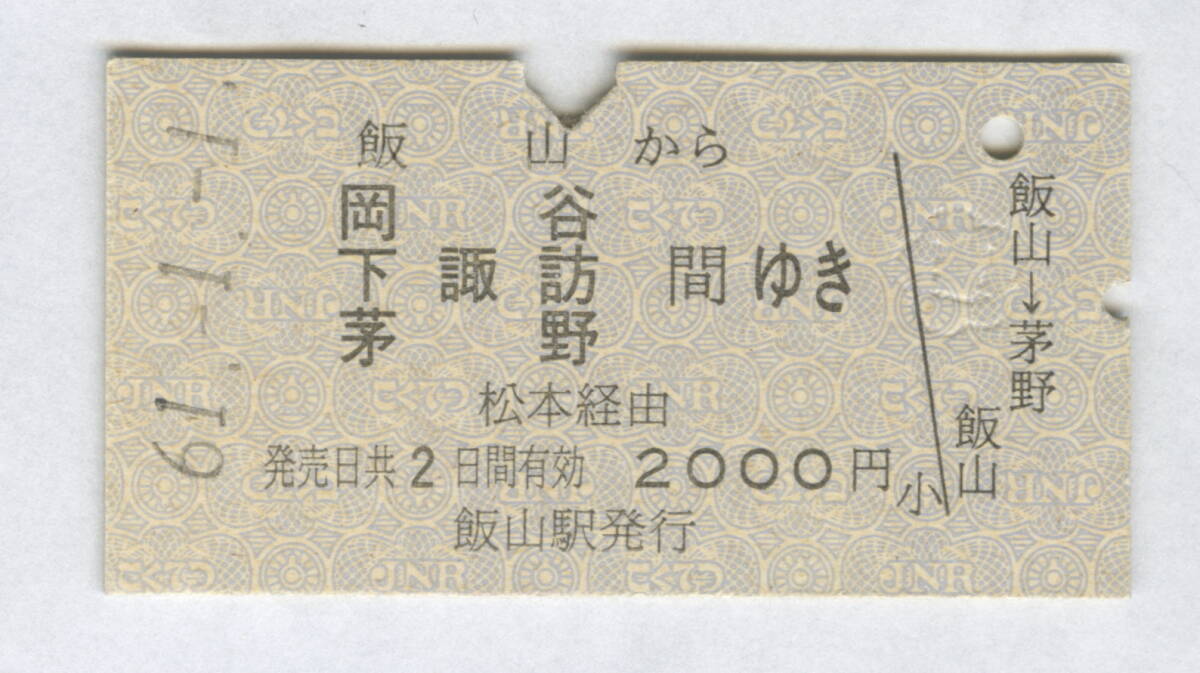 飯山から
岡谷
下諏訪間ゆき
茅野
松本経由
発売日共2日間有効 2000円
飯山駅発行
小
飯山→茅野
飯山
61.-1.-1